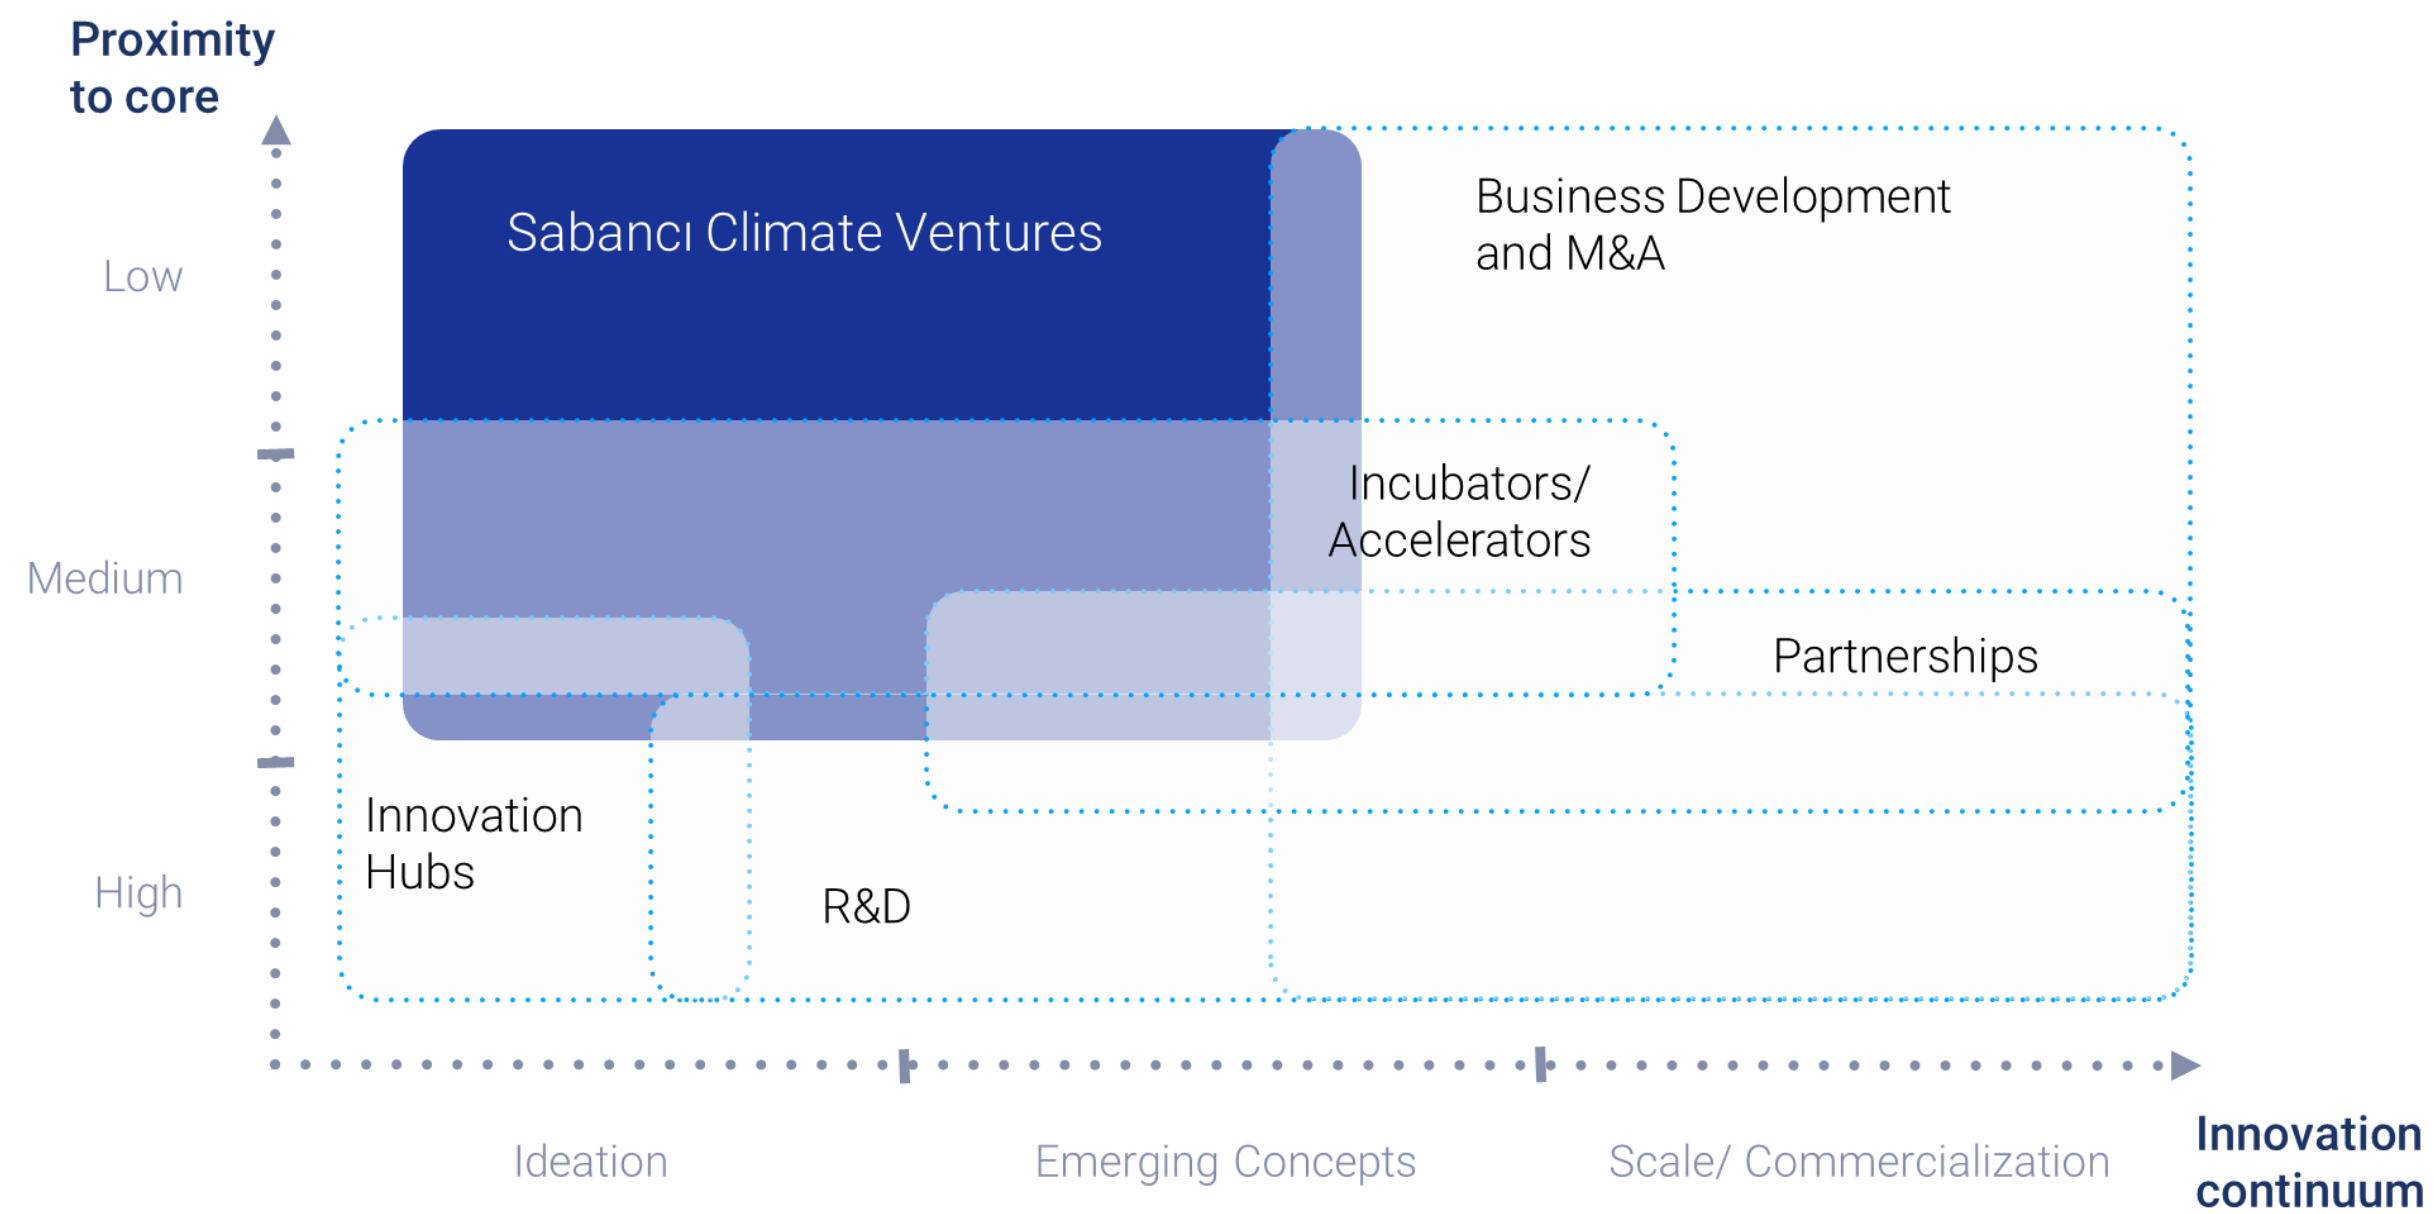 Proximity
to core
Sabancı Climate Ventures
Business Development
and M&A
Low
Incubators/
Accelerators
Medium
Partnerships
Innovation
Hubs
High
R&D
Ideation
Emerging Concepts
Scale/ Commercialization
Innovation
continuum